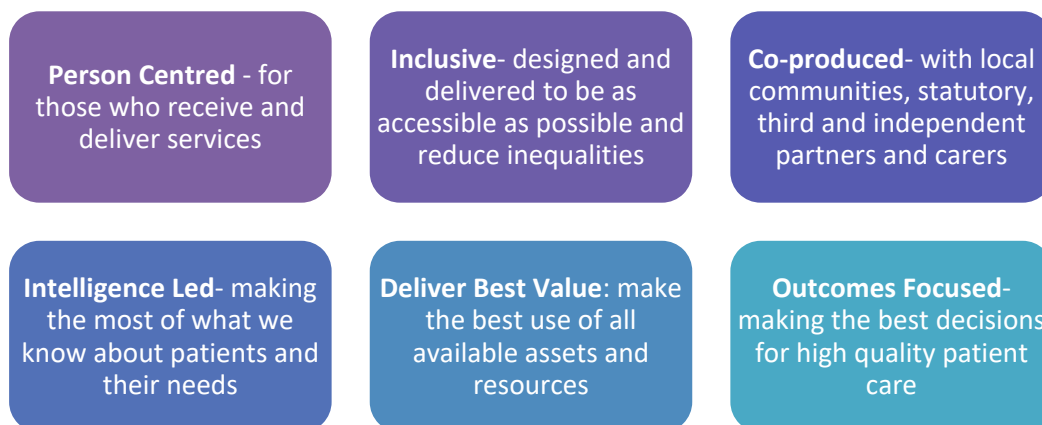 Person Centred - for
those who receive and
deliver services
Inclusive- designed and
delivered to be as
accessible as possible and
reduce inequalities
Co-produced- with local
communities, statutory,
third and independent
partners and carers
Intelligence Led- making
the most of what we
know about patients and
their needs
Deliver Best Value: make
the best use of all
available assets and
resources
Outcomes Focused-
making the best decisions
for high quality patient
care